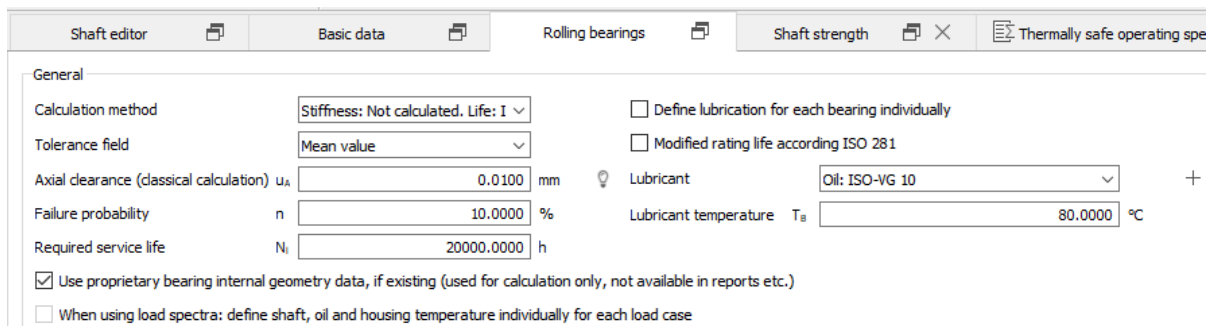 Shaft editor Basic data Rolling bearings Shaft strength Thermally safe operating spe
General
Calculation method Stiffness: Not calculated. Life: I Define lubrication for each bearing individually
Tolerance field Mean value Modified rating life according ISO 281
Axial clearance (classical calculation) uA 0.0100 mm Lubricant Oil: ISO-VG 10
Failure probability n 10.0000 % Lubricant temperature TB 80.0000 °C
Required service life Nl 20000.0000 h
Use proprietary bearing internal geometry data, if existing (used for calculation only, not available in reports etc.)
When using load spectra: define shaft, oil and housing temperature individually for each load case